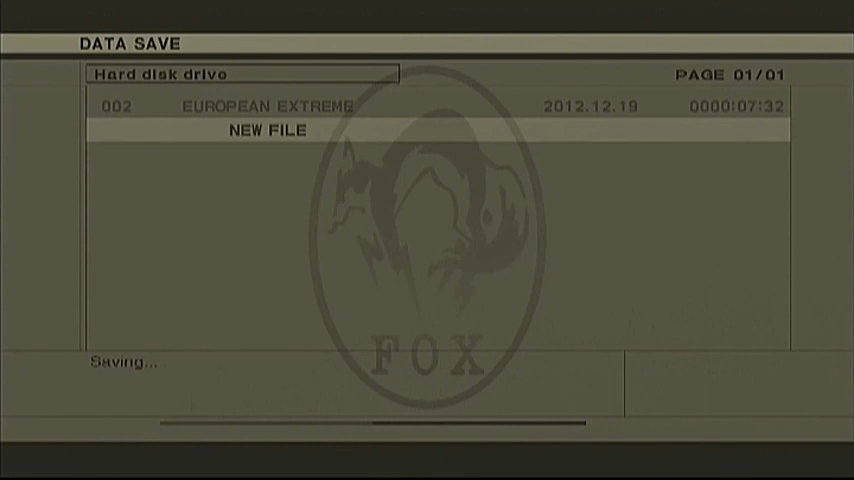 DATA SAVE
Hard disk drive PAGE 01/01
002 EUROPEAN EXTREME 2012.12.19 0000:07:32
NEW FILE
FOX
Saving...